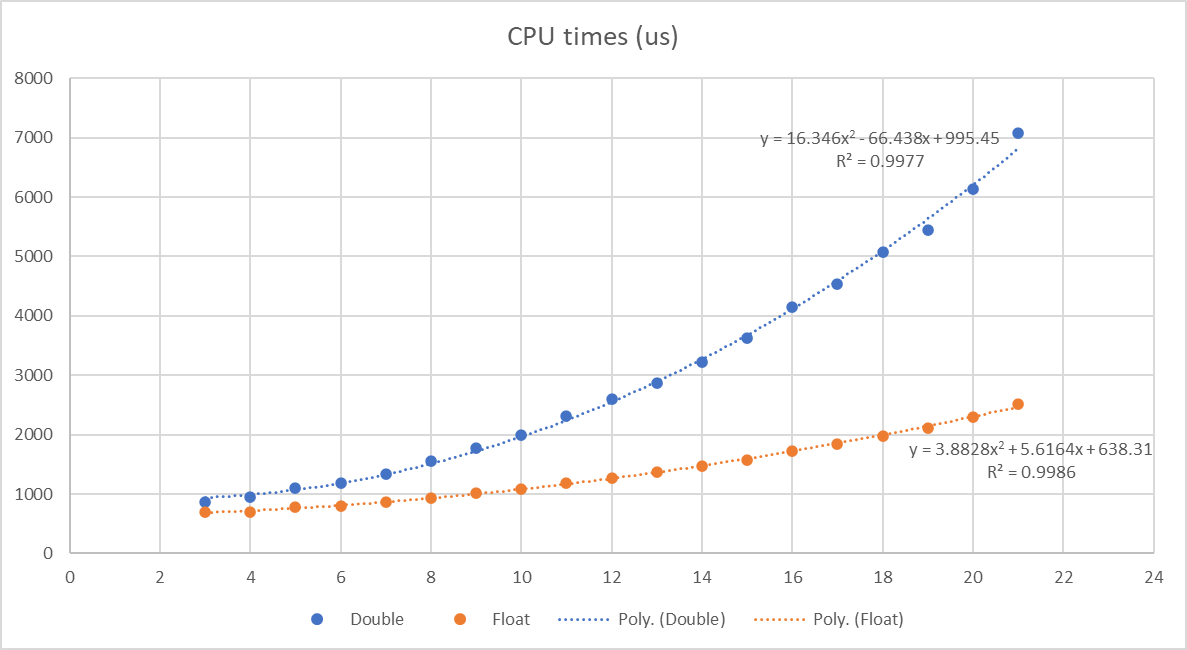 CPU times (us)
8000
7000
6000
5000
4000
3000
2000
1000
0
y = 16.346x² - 66.438x + 995.45
R² = 0.9977
y = 3.8828x² + 5.6164x + 638.31
R² = 0.9986
0 2 4 6 8 10 12 14 16 18 20 22 24
Double Float Poly. (Double) Poly. (Float)